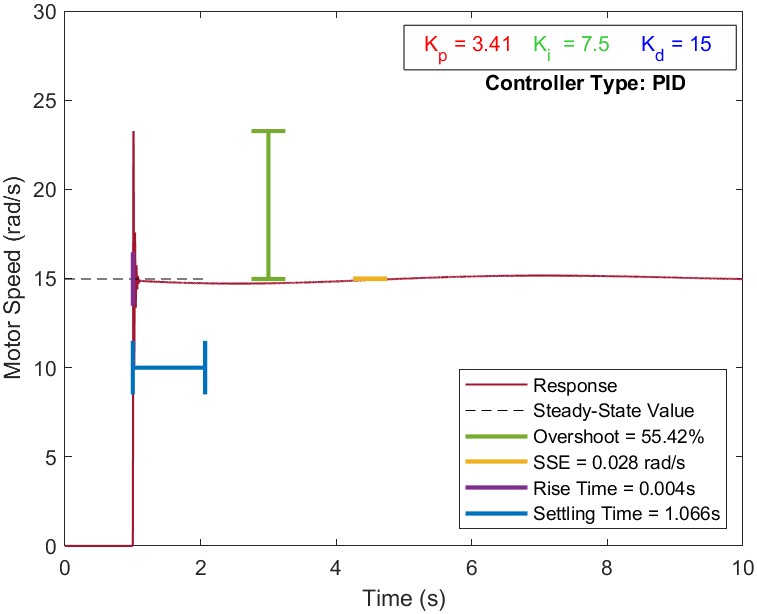 30
25
20
15
10
5
0
0 2 4 6 8 10
Motor Speed (rad/s)
Time (s)
Kp = 3.41 Ki = 7.5 Kd = 15
Controller Type: PID
Response
Steady-State Value
Overshoot = 55.42%
SSE = 0.028 rad/s
Rise Time = 0.004s
Settling Time = 1.066s